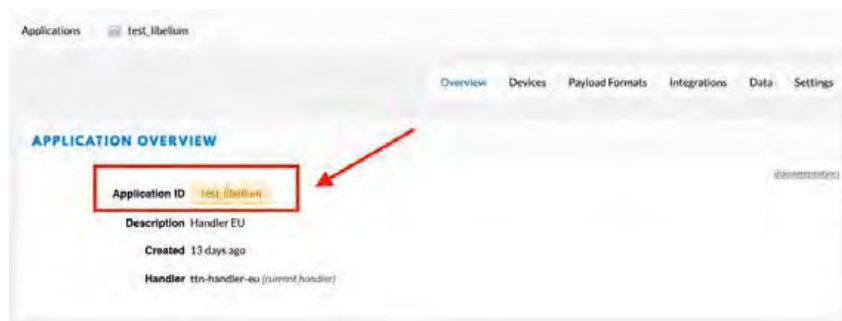 Applications test_libelium
Overview Devices Payload Formats Integrations Data Settings
APPLICATION OVERVIEW
documentation
Application ID test_libelium
Description Handler EU
Created 13 days ago
Handler ttn-handler-eu (current handler)